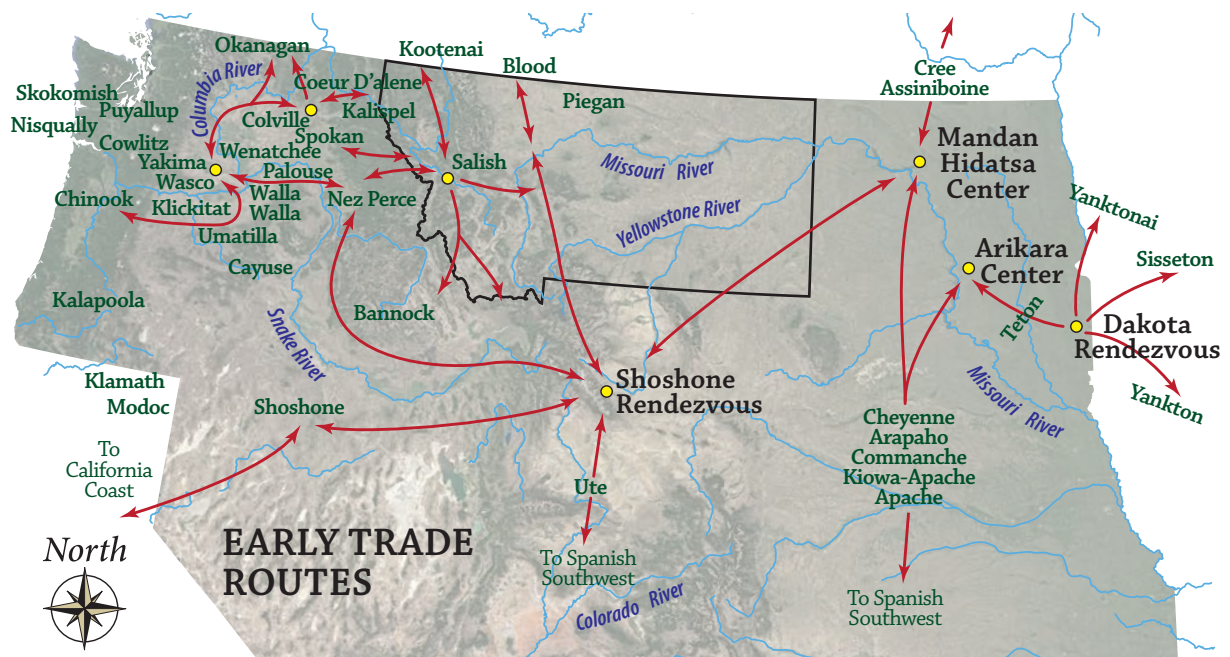 Okanagan
Kootenai
Blood
Cree
Assiniboine
Columbia River
Coeur D'alene
Skokomish
Puyallup
Colville
Kalispel
Piegan
Nisqually
Spokan
Cowlitz
Wenatchee
Yakima
Salish
Missouri River
Mandan
Hidatsa
Center
Wasco
Palouse
Chinook
Klickitat
Walla
Walla
Nez Perce
Yellowstone River
Yanktonai
Umatilla
Arikara
Center
Sisseton
Cayuse
Kalapoola
Bannock
Teton
Dakota
Rendezvous
Snake River
Klamath
Modoc
Shoshone
Rendezvous
Missouri River
Yankton
Shoshone
Cheyenne
Arapaho
Commanche
Kiowa-Apache
Apache
To
California
Coast
Ute
North
EARLY TRADE
ROUTES
To Spanish
Southwest
Colorado River
To Spanish
Southwest